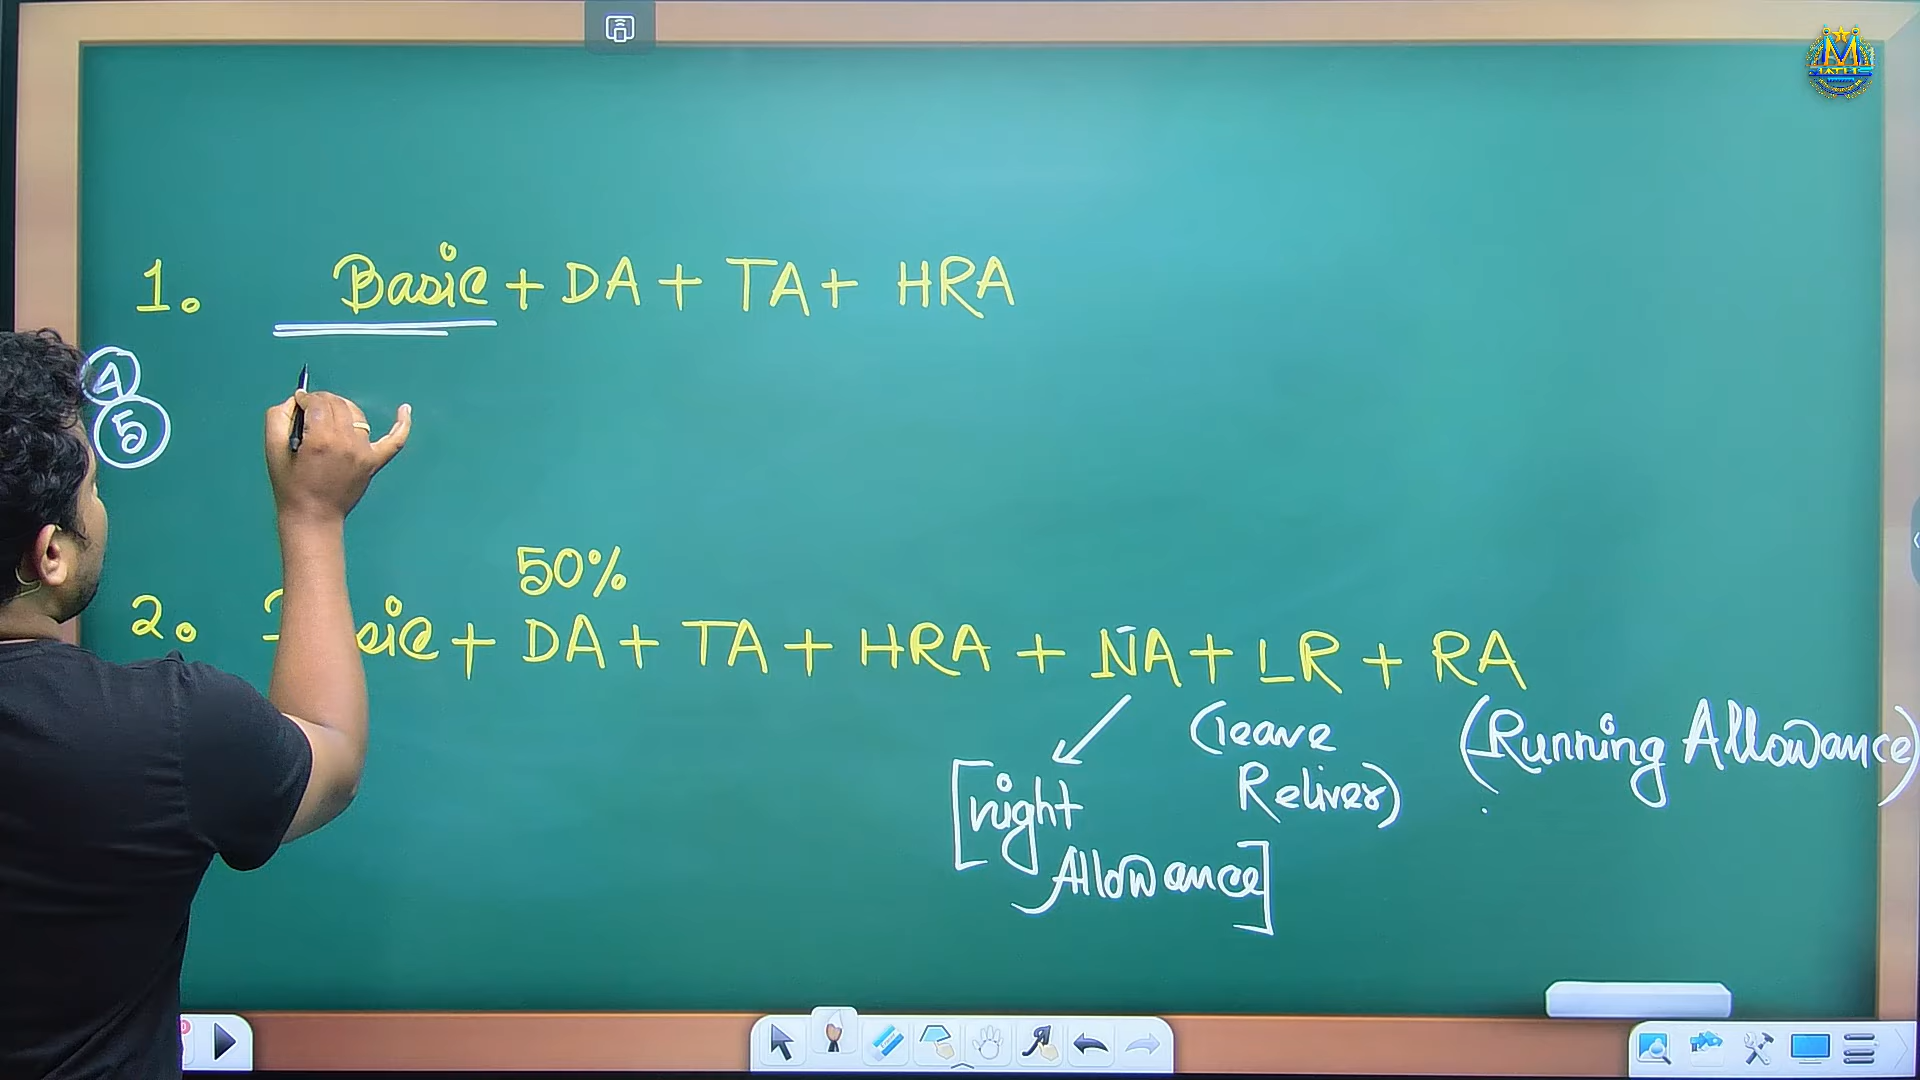 1. Basic + DA + TA + HRA
4
5
50%
2. sic + DA + TA + HRA + NA + LR + RA
(leave Reliver)
(Running Allowance)
[night
Allowance]